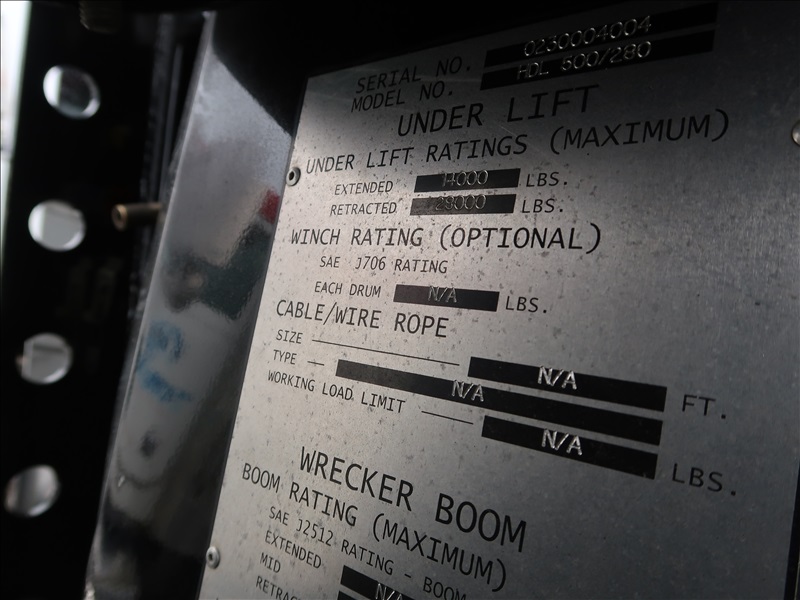 SERIAL NO. 0230004004
MODEL NO. HDL 500/280
UNDER LIFT
UNDER LIFT RATINGS (MAXIMUM)
EXTENDED 14000 LBS.
RETRACTED 28000 LBS.
WINCH RATING (OPTIONAL)
SAE J706 RATING
EACH DRUM N/A LBS.
CABLE/WIRE ROPE
SIZE N/A FT.
TYPE N/A
WORKING LOAD LIMIT N/A LBS.
WRECKER BOOM
BOOM RATING (MAXIMUM)
SAE J2512 RATING - BOOM
EXTENDED N/A
MID